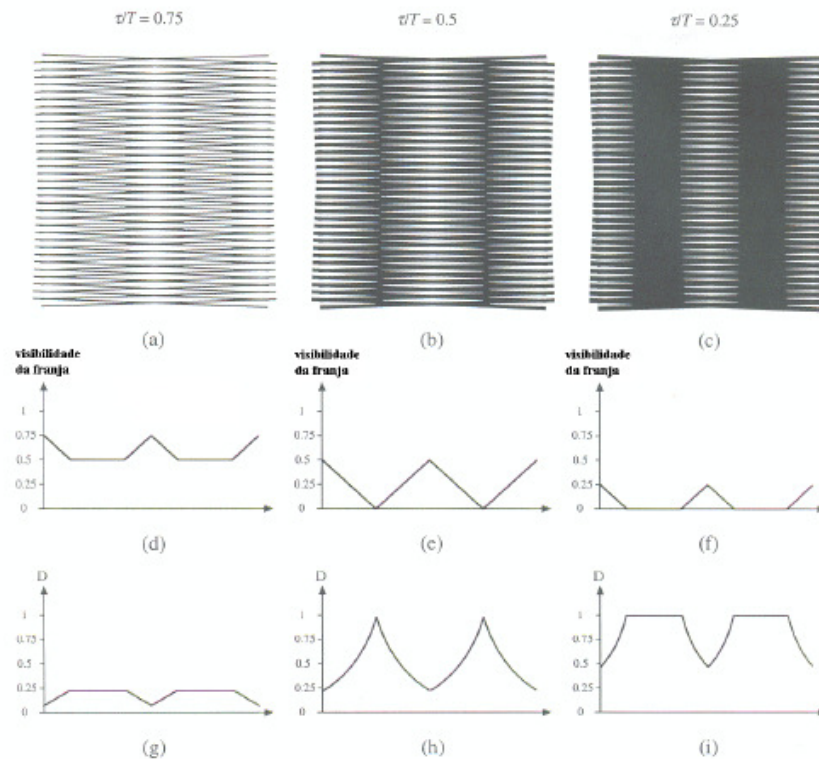 τ/T = 0.75
τ/T = 0.5
τ/T = 0.25
(a)
(b)
(c)
visibilidade
da franja
1
0.75
0.5
0.25
0
(d)
visibilidade
da franja
1
0.75
0.5
0.25
0
(e)
visibilidade
da franja
1
0.75
0.5
0.25
0
(f)
D
1
0.75
0.5
0.25
0
(g)
D
1
0.75
0.5
0.25
0
(h)
D
1
0.75
0.5
0.25
0
(i)